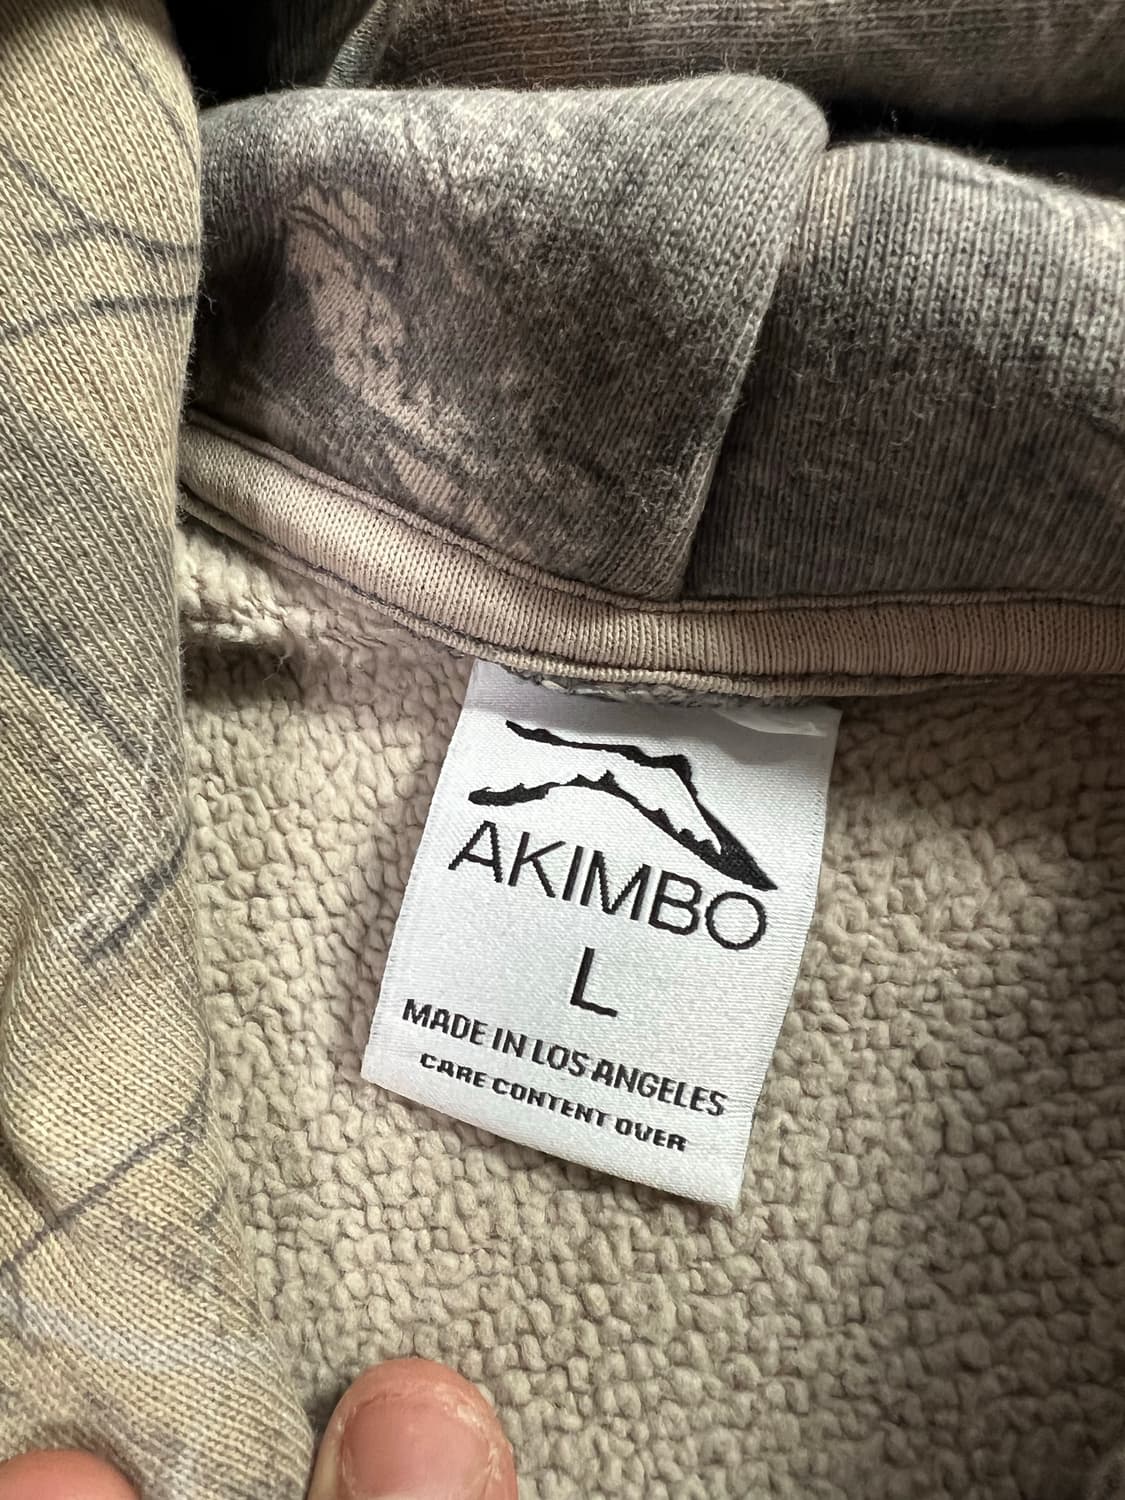 AKIMBO
L
MADE IN LOS ANGELES
CARE CONTENT OVER